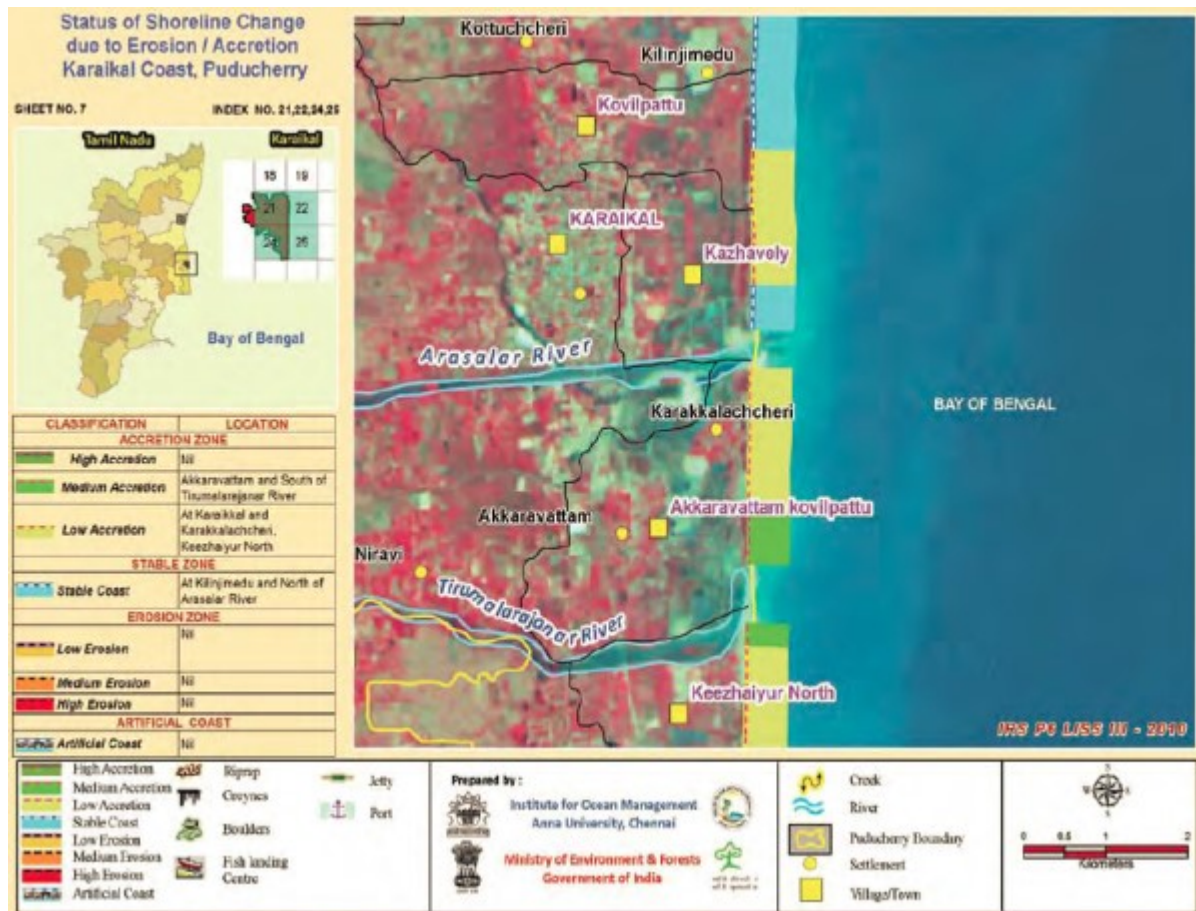 Status of Shoreline Change
due to Erosion / Accretion
Karaikal Coast, Puducherry
SHEET NO. 7
INDEX NO. 21,22,24,25
Tamil Nadu
Karaikal
18 19
21 22
24 25
Bay of Bengal
CLASSIFICATION LOCATION
ACCRETION ZONE
High Accretion Nil
Medium Accretion Akkaravattam and South of
Tirumalarajanar River
Low Accretion At Karaikkal and
Karakkalachcheri,
Keezhaiyur North
STABLE ZONE
Stable Coast At Kilinjimedu and North of
Arasalar River
EROSION ZONE
Low Erosion Nil
Medium Erosion Nil
High Erosion Nil
ARTIFICIAL COAST
Artificial Coast Nil
Kottuchcheri
Kilinjimedu
Kovilpattu
KARAIKAL
Kazhavely
Arasalar River
Karakkalachcheri
BAY OF BENGAL
Akkaravattam kovilpattu
Akkaravattam
Niravi
Tirumalarajanar River
Keezhaiyur North
IRS P6 LISS III - 2010
High Accretion
Medium Accretion
Low Accretion
Stable Coast
Low Erosion
Medium Erosion
High Erosion
Artificial Coast
Riprap
Groynes
Boulders
Fish landing
Centre
Jetty
Port
Prepared by :
Institute for Ocean Management
Anna University, Chennai
Ministry of Environment & Forests
Government of India
Creek
River
Puducherry Boundary
Settlement
Village/Town
N
W E
S
0 0.5 1 2
Kilometers